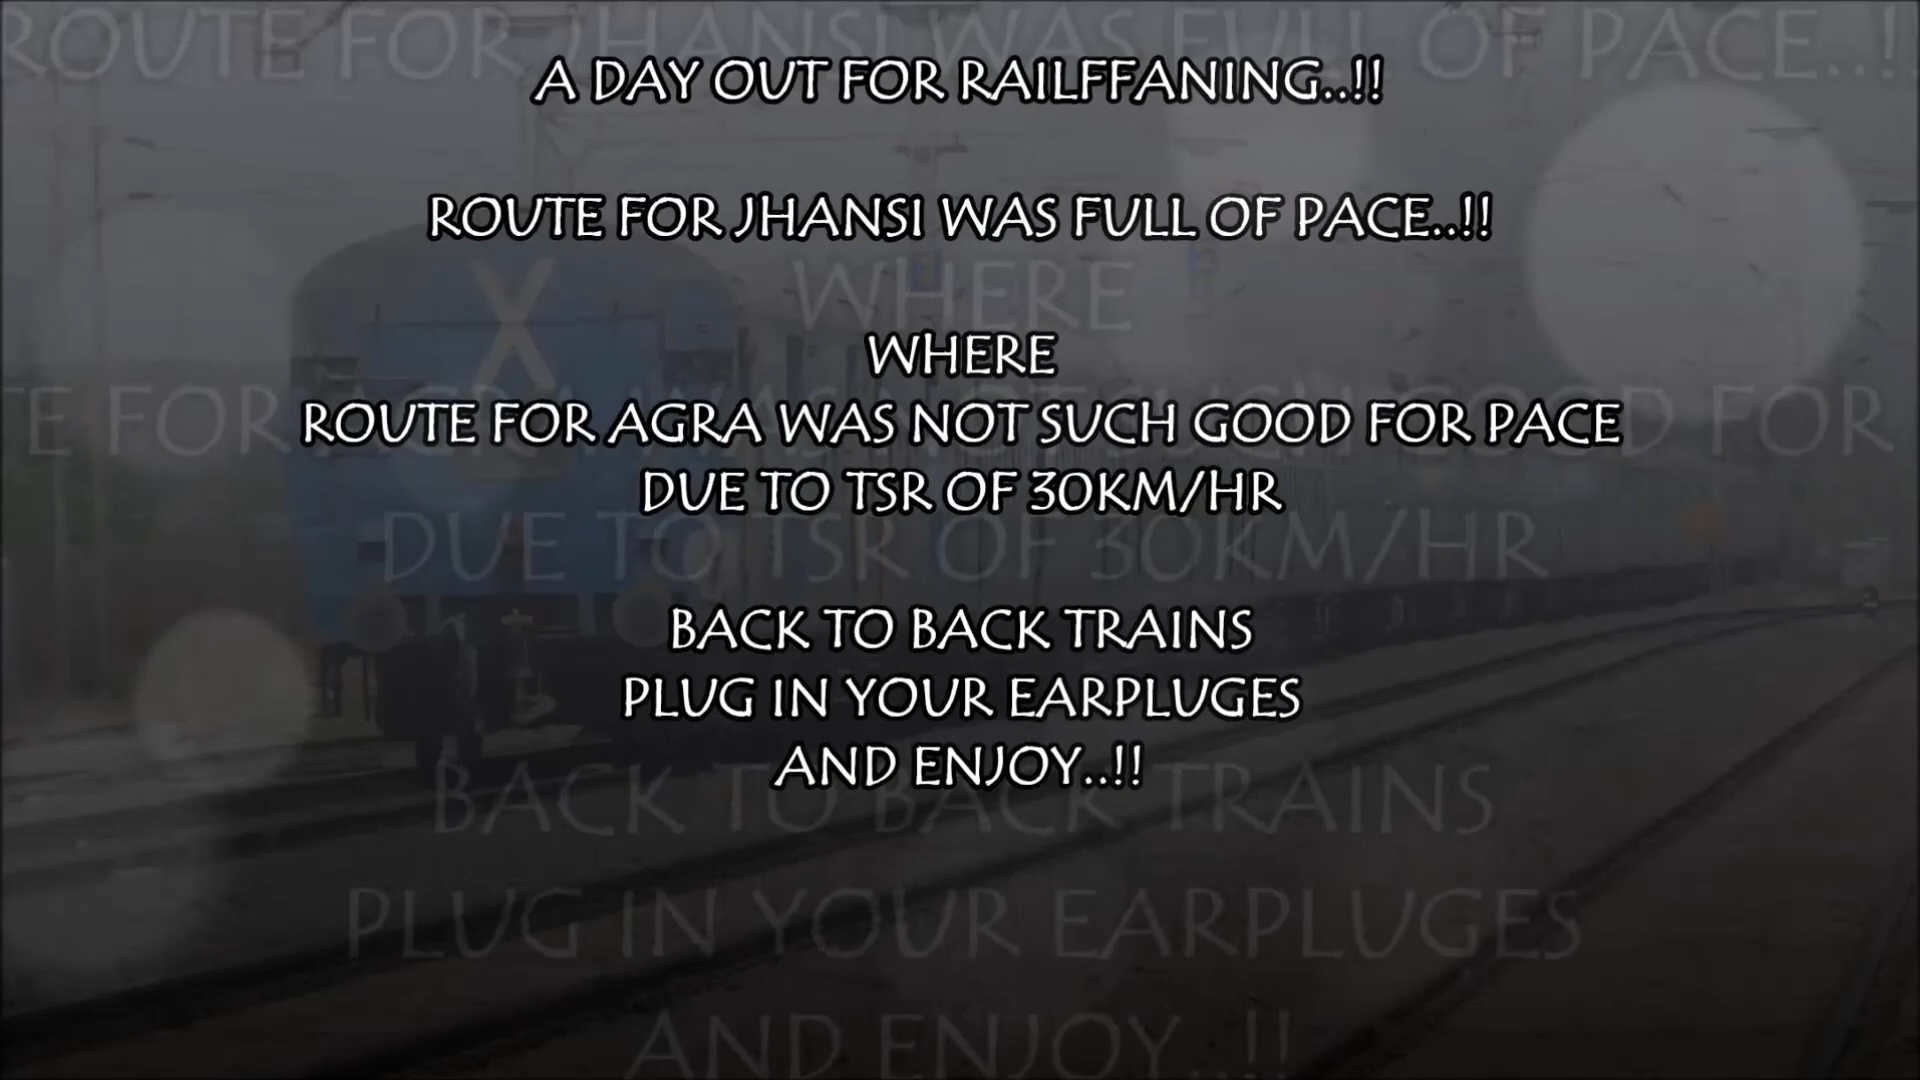 A DAY OUT FOR RAILFFANING..!!
ROUTE FOR JHANSI WAS FULL OF PACE..!!
WHERE
ROUTE FOR AGRA WAS NOT SUCH GOOD FOR PACE
DUE TO TSR OF 30KM/HR
BACK TO BACK TRAINS
PLUG IN YOUR EARPLUGES
AND ENJOY..!!